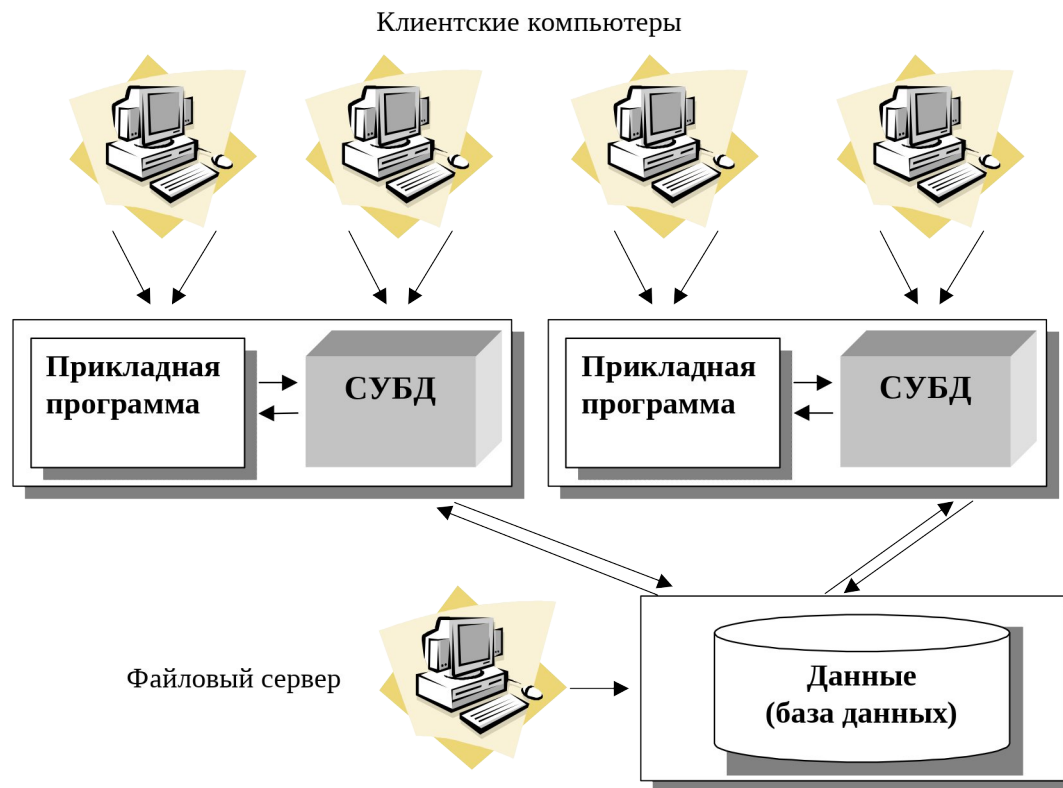 Клиентские компьютеры
Прикладная
программа
СУБД
Прикладная
программа
СУБД
Файловый сервер
Данные
(база данных)